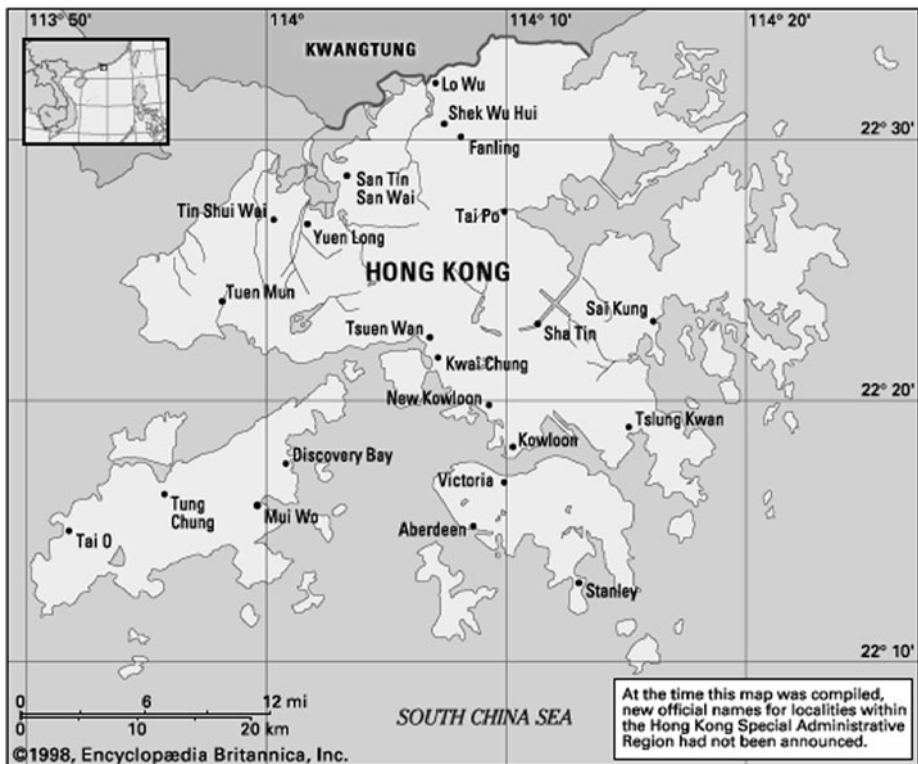 113° 50'
114°
114° 10'
114° 20'
KWANGTUNG
Lo Wu
Shek Wu Hui
22° 30'
Fanling
San Tin
San Wai
Tin Shui Wai
Tai Po
Yuen Long
HONG KONG
Tuen Mun
Sai Kung
Tsuen Wan
Sha Tin
Kwai Chung
New Kowloon
22° 20'
Tslung Kwan
Kowloon
Discovery Bay
Victoria
Tung
Chung
Mui Wo
Aberdeen
Tai O
Stanley
22° 10'
0 6 12 mi
0 10 20 km
SOUTH CHINA SEA
At the time this map was compiled,
new official names for localities within
the Hong Kong Special Administrative
Region had not been announced.
©1998, Encyclopædia Britannica, Inc.